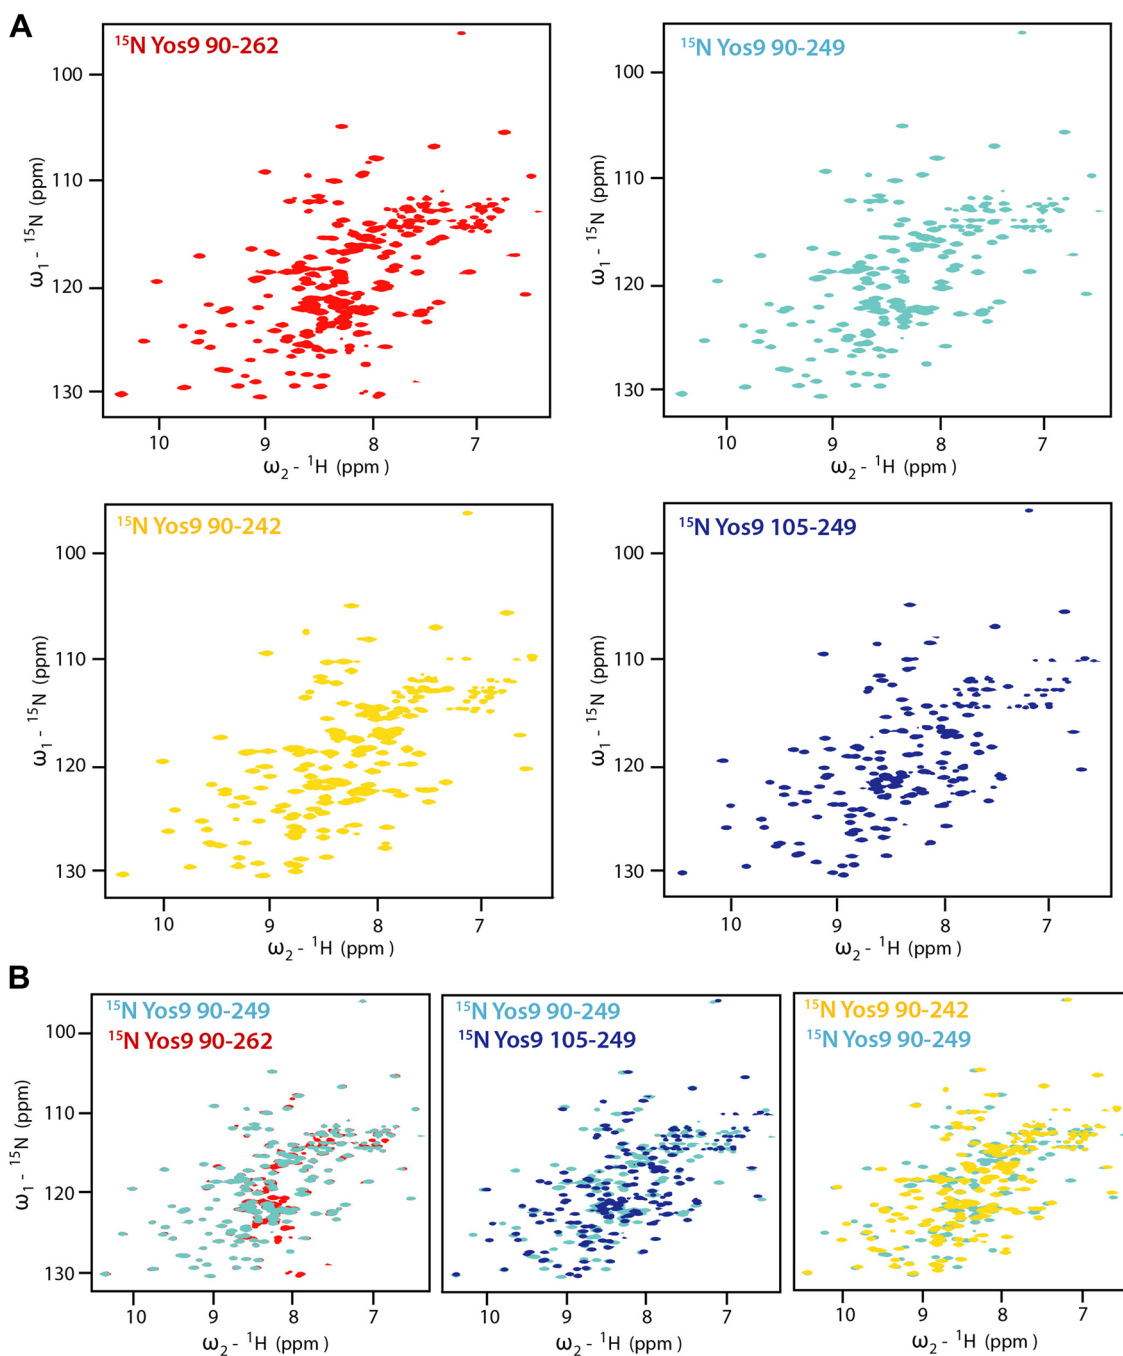 A
¹⁵N Yos9 90-262
100
110
120
130
ω₁ - ¹⁵N (ppm)
10 9 8 7
ω₂ - ¹H (ppm)
¹⁵N Yos9 90-249
100
110
120
130
ω₁ - ¹⁵N (ppm)
10 9 8 7
ω₂ - ¹H (ppm)
¹⁵N Yos9 90-242
100
110
120
130
ω₁ - ¹⁵N (ppm)
10 9 8 7
ω₂ - ¹H (ppm)
¹⁵N Yos9 105-249
100
110
120
130
ω₁ - ¹⁵N (ppm)
10 9 8 7
ω₂ - ¹H (ppm)
B
¹⁵N Yos9 90-249
¹⁵N Yos9 90-262
100
110
120
130
ω₁ - ¹⁵N (ppm)
10 9 8 7
ω₂ - ¹H (ppm)
¹⁵N Yos9 90-249
¹⁵N Yos9 105-249
10 9 8 7
ω₂ - ¹H (ppm)
¹⁵N Yos9 90-242
¹⁵N Yos9 90-249
10 9 8 7
ω₂ - ¹H (ppm)